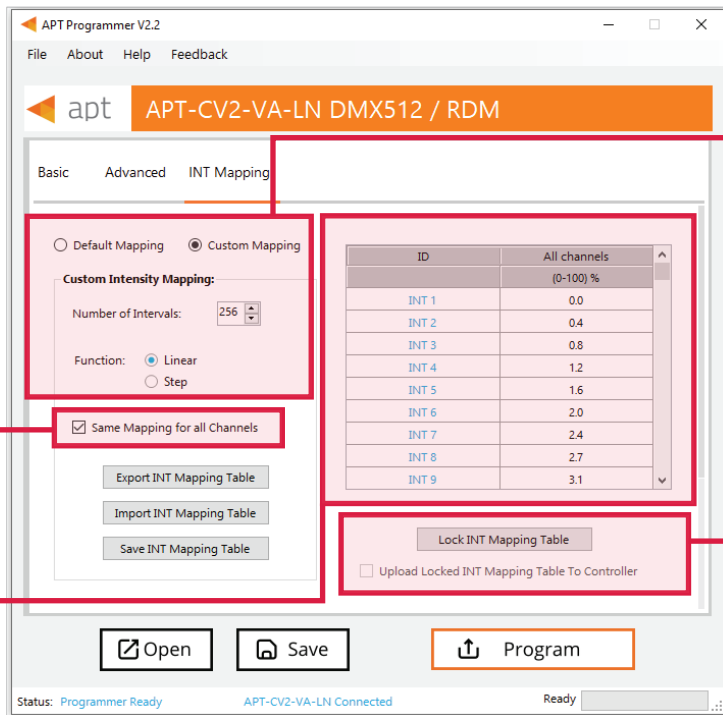 APT Programmer V2.2
File About Help Feedback
apt APT-CV2-VA-LN DMX512 / RDM
Basic Advanced INT Mapping
Default Mapping Custom Mapping
Custom Intensity Mapping:
Number of Intervals: 256
Function: Linear
Step
Same Mapping for all Channels
Export INT Mapping Table
Import INT Mapping Table
Save INT Mapping Table
ID All channels
(0-100) %
INT 1 0.0
INT 2 0.4
INT 3 0.8
INT 4 1.2
INT 5 1.6
INT 6 2.0
INT 7 2.4
INT 8 2.7
INT 9 3.1
Lock INT Mapping Table
Upload Locked INT Mapping Table To Controller
Open Save Program
Status: Programmer Ready APT-CV2-VA-LN Connected Ready